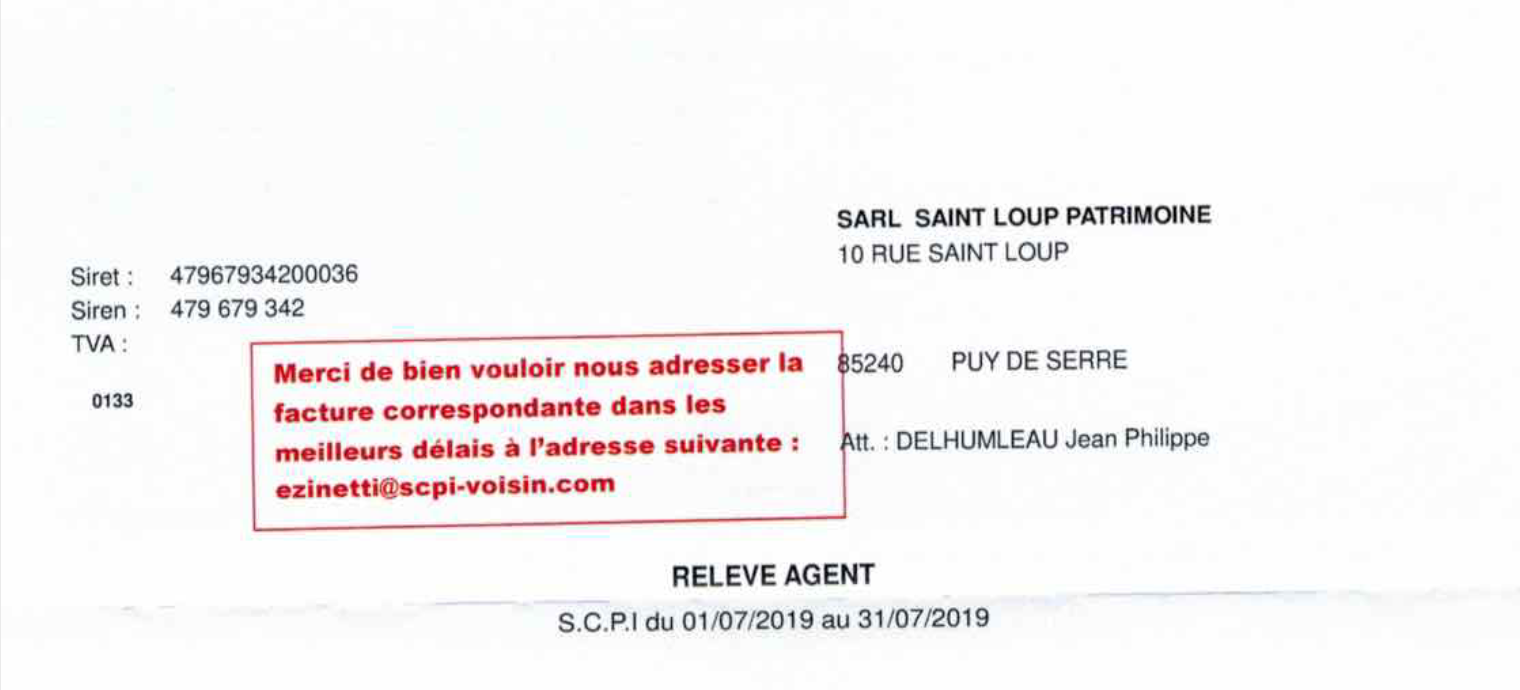 SARL SAINT LOUP PATRIMOINE
10 RUE SAINT LOUP
Siret : 47967934200036
Siren : 479 679 342
TVA :
0133
Merci de bien vouloir nous adresser la
facture correspondante dans les
meilleurs délais à l'adresse suivante :
ezinetti@scpi-voisin.com
85240 PUY DE SERRE
Att. : DELHUMLEAU Jean Philippe
RELEVE AGENT
S.C.P.I du 01/07/2019 au 31/07/2019